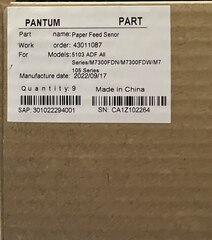 PANTUM PART
Part name: Paper Feed Senor
Work order: 43011087
For Models: 5103 ADF All
Series/M7300FDN/M7300FDW/M7
105 Series
Manufacture date: 2022/09/17
Quantity: 9 Made in China
SAP: 301022294001 SN: CA1Z102264